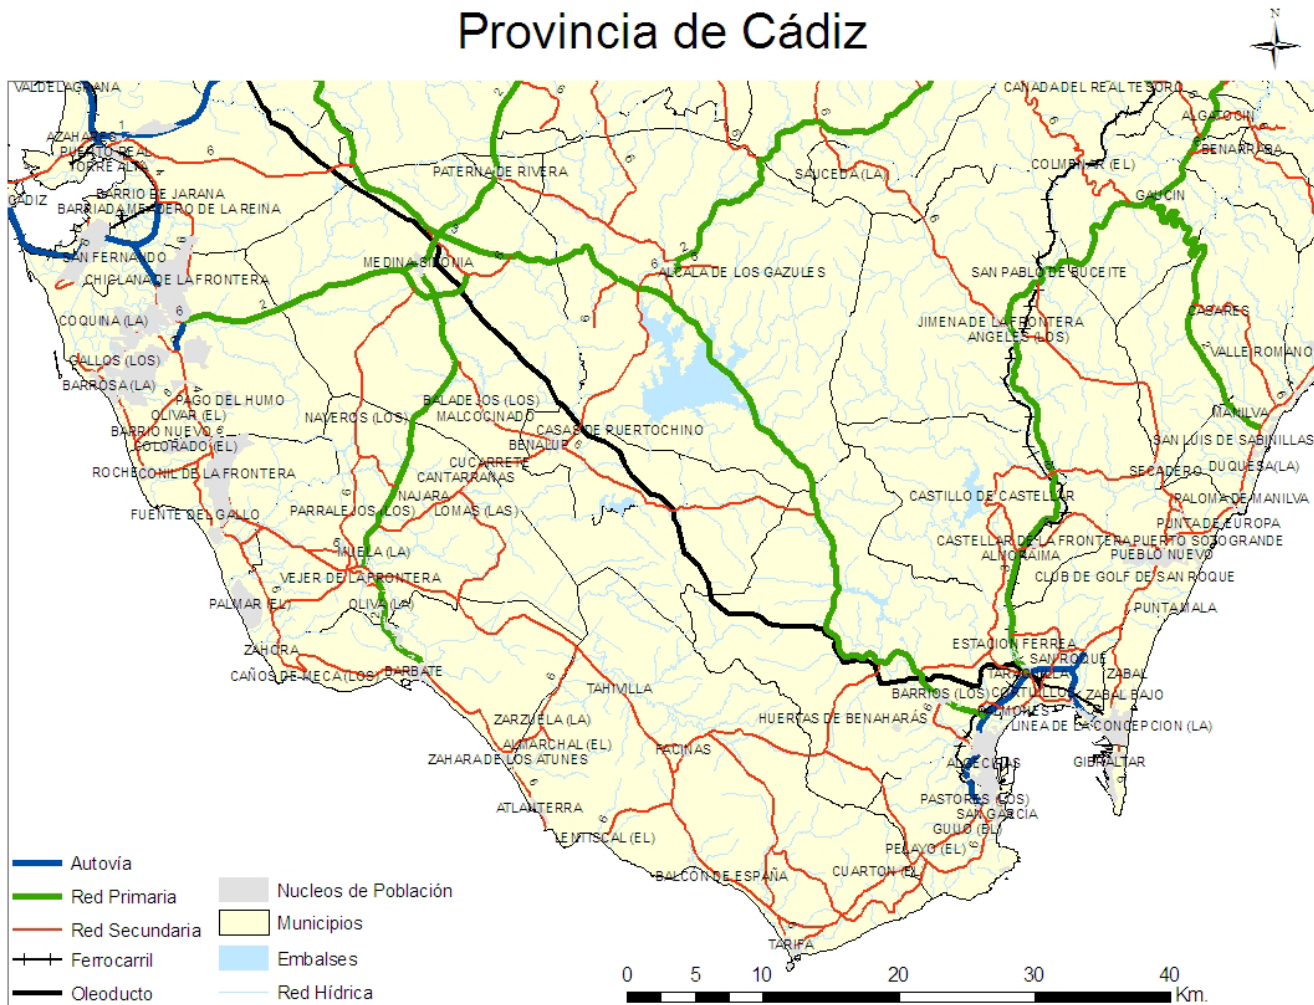 Provincia de Cádiz
N
VALDELAGRANA
CAÑADA DEL REAL TESORO
ALGATOCIN
AZAHARES
PUERTO REAL
BENARRABA
TORRE ALTA
COLMENAR (EL)
PATERNA DE RIVERA
SAUCEDA (LA)
CADIZ
BARRIO DE JARANA
GAUCIN
BARRIADA MEADERO DE LA REINA
SAN FERNANDO
MEDINA-SIDONIA
ALCALA DE LOS GAZULES
SAN PABLO DE BUCEITE
CHICLANA DE LA FRONTERA
CASARES
COQUINA (LA)
JIMENA DE LA FRONTERA
ANGELES (LOS)
VALLE ROMANO
GALLOS (LOS)
BARROSA (LA)
PAGO DEL HUMO
BALADEJOS (LOS)
OLIVAR (EL)
NAVEROS (LOS)
MALCOCINADO
MANILVA
BARRIO NUEVO
CASAS DE PUERTOCHINO
COLORADO (EL)
BENALUP
SAN LUIS DE SABINILLAS
CUCARRETE
ROCHE
CONIL DE LA FRONTERA
CANTARRANAS
SECADERO
DUQUESA (LA)
NAJARA
CASTILLO DE CASTELLAR
PALOMA DE MANILVA
FUENTE DEL GALLO
PARRALEJOS (LOS)
LOMAS (LAS)
PUNTA DE EUROPA
MUELA (LA)
CASTELLAR DE LA FRONTERA
PUERTO SOTOGRANDE
ALMORAIMA
PUEBLO NUEVO
VEJER DE LA FRONTERA
CLUB DE GOLF DE SAN ROQUE
PALMAR (EL)
OLIVA (LA)
PUNTAMALA
ZAHORA
ESTACION FERREA
SAN ROQUE
CAÑOS DE MECA (LOS)
BARBATE
TARAGUILLA
ZABAL
TAHIVILLA
BARRIOS (LOS)
CORTIJILLOS
ZABAL BAJO
ZARZUELA (LA)
HUERTAS DE BENAHARÁS
PALMONES
LINEA DE LA CONCEPCION (LA)
ALMARCHAL (EL)
FACINAS
ZAHARA DE LOS ATUNES
ALGECIRAS
GIBRALTAR
ATLANTERRA
PASTORES (LOS)
SAN GARCÍA
LENTISCAL (EL)
PELAYO (EL)
BALCON DE ESPAÑA
CUARTON (EL)
TARIFA
Autovía
Red Primaria
Red Secundaria
Ferrocarril
Oleoducto
Nucleos de Población
Municipios
Embalses
Red Hídrica
0 5 10 20 30 40
Km.